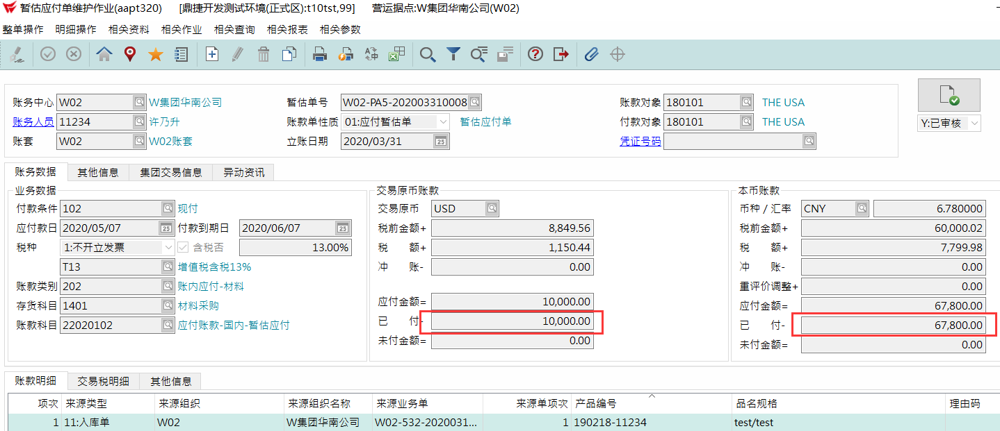 暂估应付单维护作业(aapt320) [鼎捷开发测试环境(正式区):t10tst,99] 营运据点:W集团华南公司(W02)
整单操作 明细操作 相关资料 相关作业 相关查询 相关报表 相关参数
账务中心 W02 W集团华南公司 暂估单号 W02-PA5-202003310008 账款对象 180101 THE USA
账务人员 11234 许乃升 账款单性质 01:应付暂估单 暂估应付单 付款对象 180101 THE USA Y:已审核
账套 W02 W02账套 立账日期 2020/03/31 25 凭证号码
账务数据 其他信息 集团交易信息 异动资讯
业务数据 交易原币账款 本币账款
付款条件 102 现付 交易原币 USD 币种 / 汇率 CNY 6.780000
应付款日 2020/05/07 25 付款到期日 2020/06/07 25 税前金额+ 8,849.56 税前金额+ 60,000.02
税种 1:不开立发票 含税否 13.00% 税 额+ 1,150.44 税 额+ 7,799.98
T13 增值税含税13% 冲 账- 0.00 冲 账- 0.00
账款类别 202 账内应付-材料 重评价调整+ 0.00
存货科目 1401 材料采购 应付金额= 10,000.00 应付金额= 67,800.00
账款科目 22020102 应付账款-国内-暂估应付 已 付- 10,000.00 已 付- 67,800.00
未付金额= 0.00 未付金额= 0.00
账款明细 交易税明细 其他信息
项次 来源类型 来源组织 来源组织名称 来源业务单 来源单项次 产品编号 品名规格 理由码
1 11:入库单 W02 W集团华南公司 W02-532-2020031... 1 190218-11234 test/test